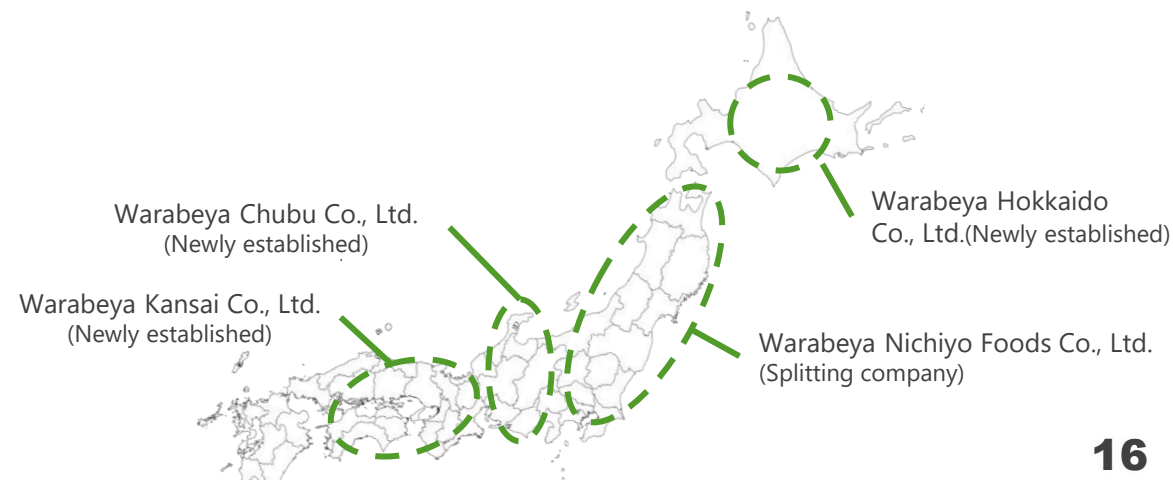 Warabeya Hokkaido
Co., Ltd.(Newly established)
Warabeya Chubu Co., Ltd.
(Newly established)
Warabeya Kansai Co., Ltd.
(Newly established)
Warabeya Nichiyo Foods Co., Ltd.
(Splitting company)
16